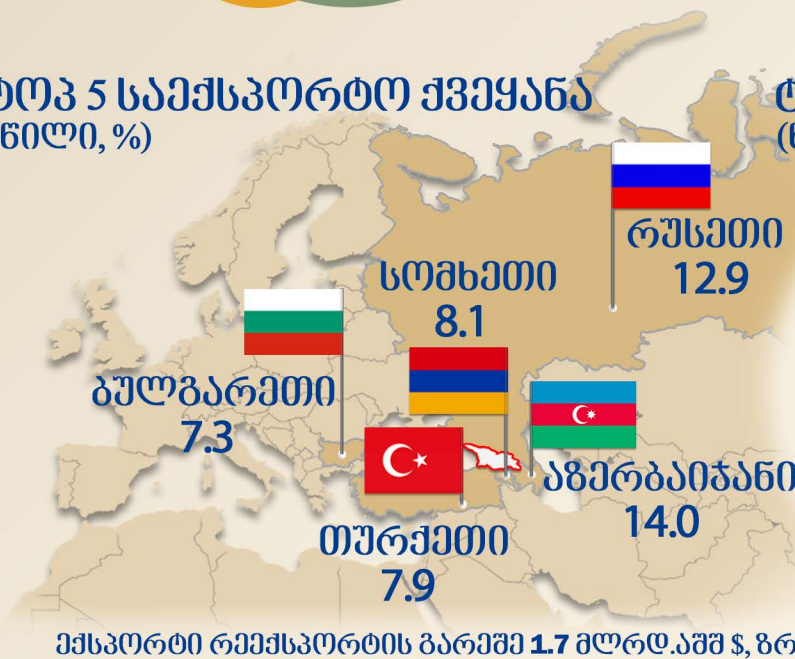 ტოპ 5 საექსპორტო ქვეყანა
წილი, %)
რუსეთი
12.9
სომხეთი
8.1
ბულგარეთი
7.3
აზერბაიჯანი
14.0
თურქეთი
7.9
ექსპორტი რეექსპორტის გარეშე 1.7 მლრდ.აშშ $,